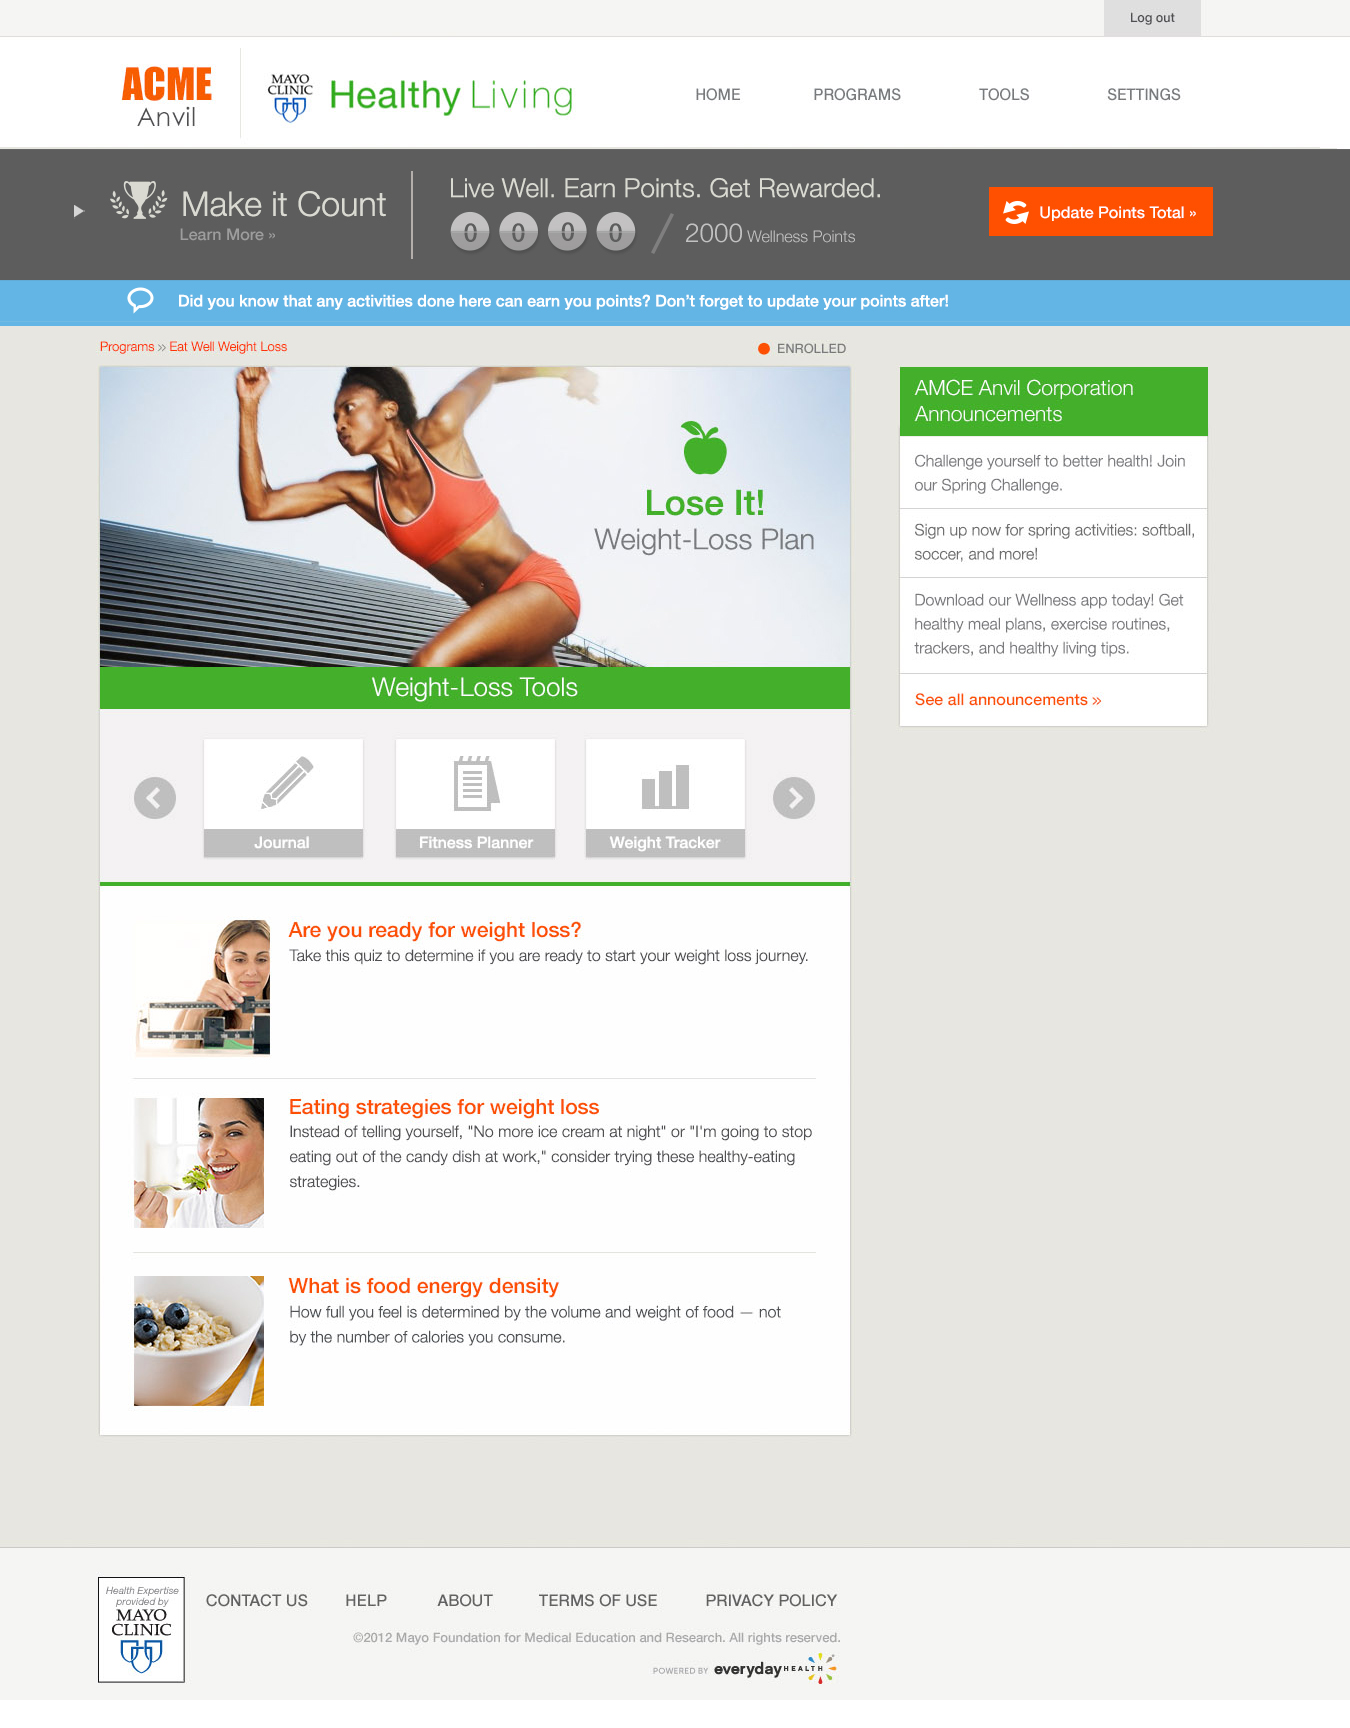 Log out
ACME
Anvil
MAYO
CLINIC
Healthy Living
HOME
PROGRAMS
TOOLS
SETTINGS
Make it Count
Learn More »
Live Well. Earn Points. Get Rewarded.
0 0 0 0 / 2000 Wellness Points
Update Points Total »
Did you know that any activities done here can earn you points? Don't forget to update your points after!
Programs » Eat Well Weight Loss
ENROLLED
Lose It!
Weight-Loss Plan
Weight-Loss Tools
Journal
Fitness Planner
Weight Tracker
Are you ready for weight loss?
Take this quiz to determine if you are ready to start your weight loss journey.
Eating strategies for weight loss
Instead of telling yourself, "No more ice cream at night" or "I'm going to stop
eating out of the candy dish at work," consider trying these healthy-eating
strategies.
What is food energy density
How full you feel is determined by the volume and weight of food — not
by the number of calories you consume.
AMCE Anvil Corporation
Announcements
Challenge yourself to better health! Join
our Spring Challenge.
Sign up now for spring activities: softball,
soccer, and more!
Download our Wellness app today! Get
healthy meal plans, exercise routines,
trackers, and healthy living tips.
See all announcements »
Health Expertise
provided by
MAYO
CLINIC
CONTACT US
HELP
ABOUT
TERMS OF USE
PRIVACY POLICY
©2012 Mayo Foundation for Medical Education and Research. All rights reserved.
POWERED BY everyday HEALTH